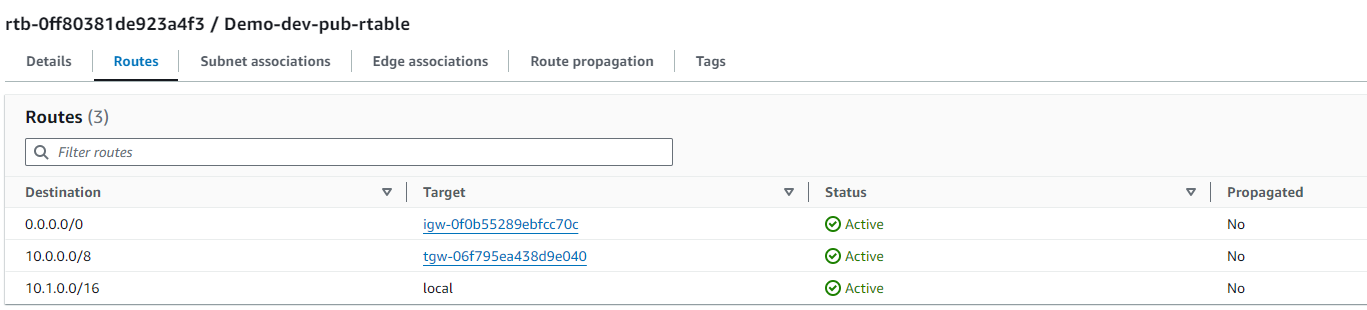 rtb-0ff80381de923a4f3 / Demo-dev-pub-rtable
Details Routes Subnet associations Edge associations Route propagation Tags
Routes (3)
Filter routes
Destination Target Status Propagated
0.0.0.0/0 igw-0f0b55289ebfcc70c Active No
10.0.0.0/8 tgw-06f795ea438d9e040 Active No
10.1.0.0/16 local Active No